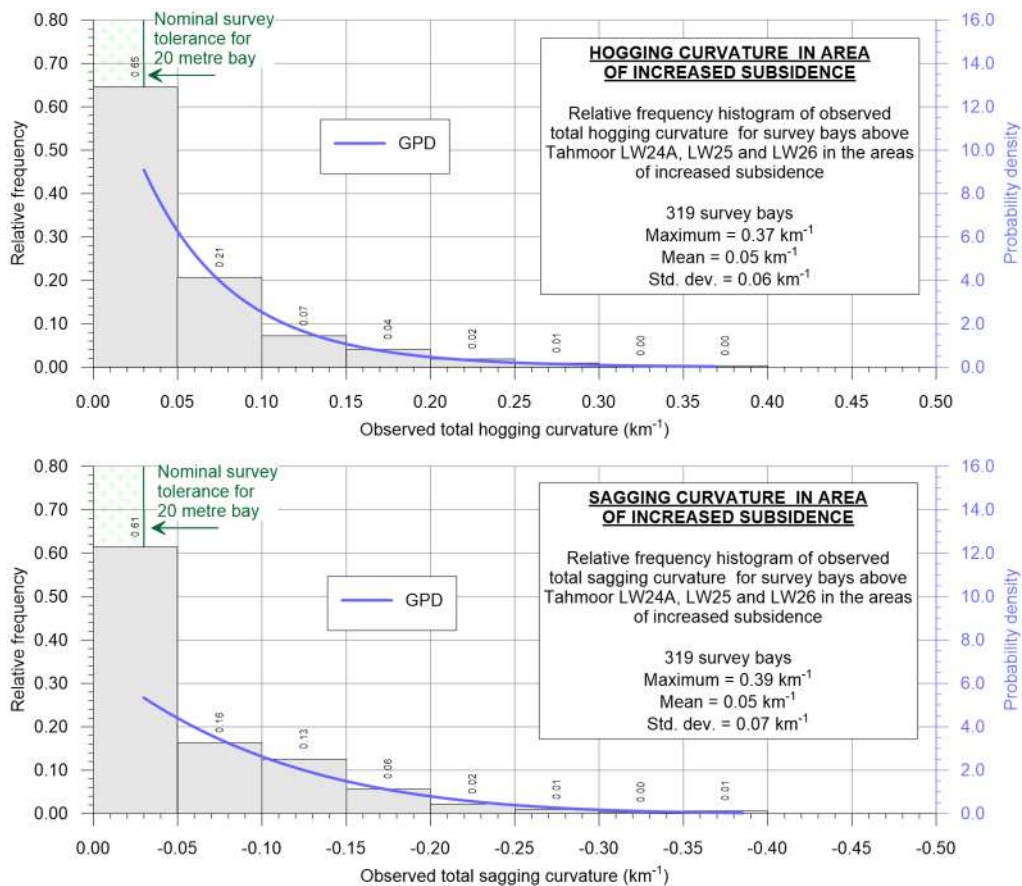 0.80
0.70
0.60
0.50
0.40
0.30
0.20
0.10
0.00
Relative frequency
Nominal survey
tolerance for
20 metre bay
0.65
0.21
0.07
0.04
0.02
0.01
0.00
0.00
GPD
HOGGING CURVATURE IN AREA
OF INCREASED SUBSIDENCE
Relative frequency histogram of observed
total hogging curvature for survey bays above
Tahmoor LW24A, LW25 and LW26 in the areas
of increased subsidence
319 survey bays
Maximum = 0.37 km⁻¹
Mean = 0.05 km⁻¹
Std. dev. = 0.06 km⁻¹
16.0
14.0
12.0
10.0
8.0
6.0
4.0
2.0
0.0
Probability density
0.00 0.05 0.10 0.15 0.20 0.25 0.30 0.35 0.40 0.45 0.50
Observed total hogging curvature (km⁻¹)
0.80
0.70
0.60
0.50
0.40
0.30
0.20
0.10
0.00
Relative frequency
Nominal survey
tolerance for
20 metre bay
0.61
0.16
0.13
0.06
0.02
0.01
0.00
0.01
GPD
SAGGING CURVATURE IN AREA
OF INCREASED SUBSIDENCE
Relative frequency histogram of observed
total sagging curvature for survey bays above
Tahmoor LW24A, LW25 and LW26 in the areas
of increased subsidence
319 survey bays
Maximum = 0.39 km⁻¹
Mean = 0.05 km⁻¹
Std. dev. = 0.07 km⁻¹
16.0
14.0
12.0
10.0
8.0
6.0
4.0
2.0
0.0
Probability density
0.00 -0.05 -0.10 -0.15 -0.20 -0.25 -0.30 -0.35 -0.40 -0.45 -0.50
Observed total sagging curvature (km⁻¹)